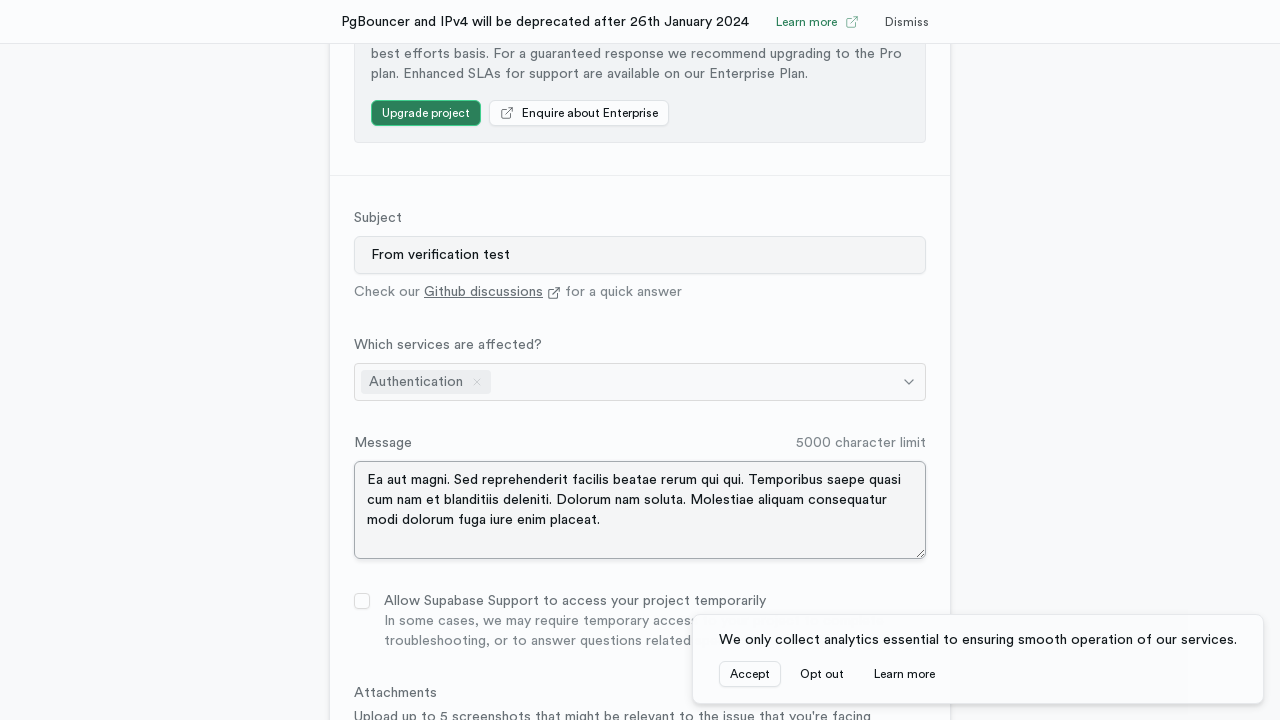 PgBouncer and IPv4 will be deprecated after 26th January 2024
Learn more
Dismiss
best efforts basis. For a guaranteed response we recommend upgrading to the Pro
plan. Enhanced SLAs for support are available on our Enterprise Plan.
Upgrade project
Enquire about Enterprise
Subject
From verification test
Check our Github discussions for a quick answer
Which services are affected?
Authentication
Message
5000 character limit
Ea aut magni. Sed reprehenderit facilis beatae rerum qui qui. Temporibus saepe quasi
cum nam et blanditiis deleniti. Dolorum nam soluta. Molestiae aliquam consequatur
modi dolorum fuga iure enim placeat.
Allow Supabase Support to access your project temporarily
In some cases, we may require temporary access
troubleshooting, or to answer questions related
We only collect analytics essential to ensuring smooth operation of our services.
Accept
Opt out
Learn more
Attachments
Upload up to 5 screenshots that might be relevant to the issue that you're facing